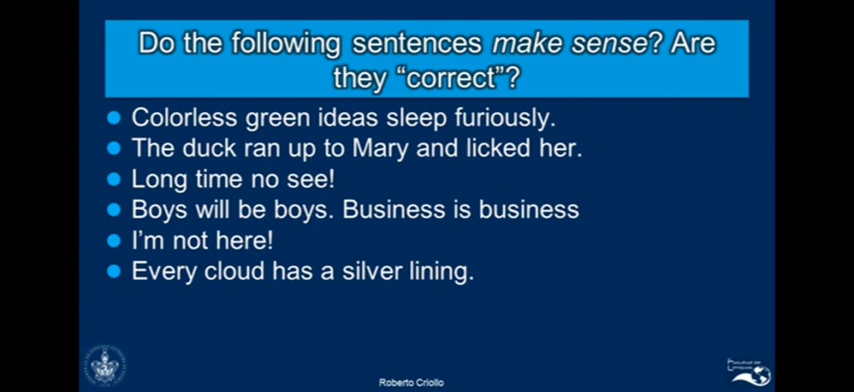 Do the following sentences make sense? Are
they “correct”?
Colorless green ideas sleep furiously.
The duck ran up to Mary and licked her.
Long time no see!
Boys will be boys. Business is business
I’m not here!
Every cloud has a silver lining.
Roberto Criollo